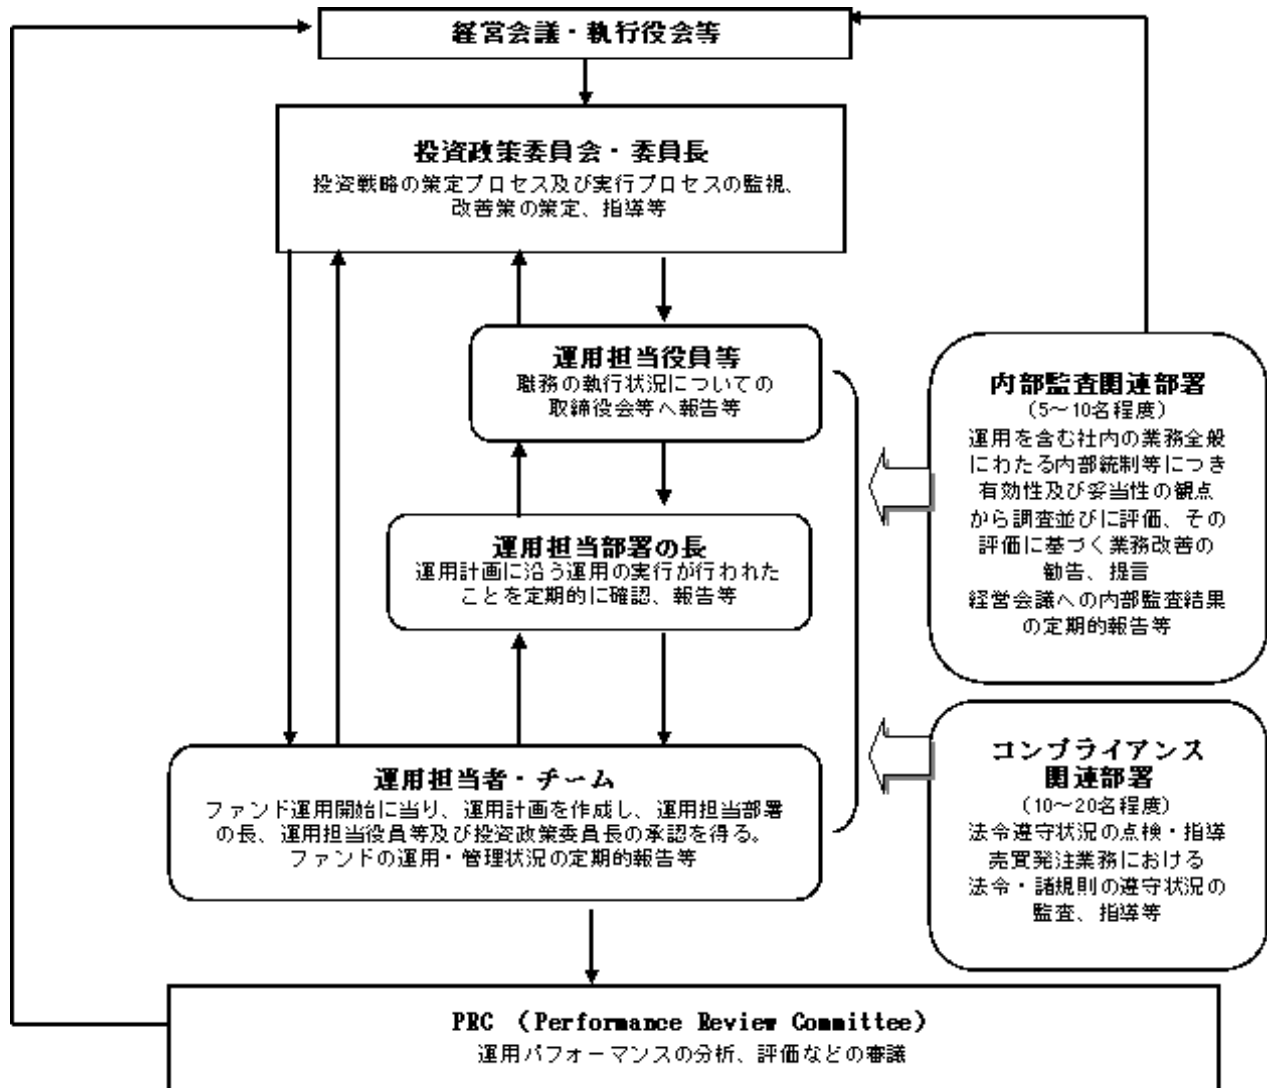 経営会議・執行役会等
投資政策委員会・委員長
投資戦略の策定プロセス及び実行プロセスの監視、
改善策の策定、指導等
運用担当役員等
職務の執行状況についての
取締役会等へ報告等
運用担当部署の長
運用計画に沿う運用の実行が行われた
ことを定期的に確認、報告等
運用担当者・チーム
ファンド運用開始に当り、運用計画を作成し、運用担当部署
の長、運用担当役員等及び投資政策委員長の承認を得る。
ファンドの運用・管理状況の定期的報告等
内部監査関連部署
(5～10名程度)
運用を含む社内の業務全般
にわたる内部統制等につき
有効性及び妥当性の観点
から調査並びに評価、その
評価に基づく業務改善の
勧告、提言
経営会議への内部監査結果
の定期的報告等
コンプライアンス
関連部署
(10～20名程度)
法令遵守状況の点検・指導
売買発注業務における
法令・諸規則の遵守状況の
監査、指導等
PRC (Performance Review Committee)
運用パフォーマンスの分析、評価などの審議